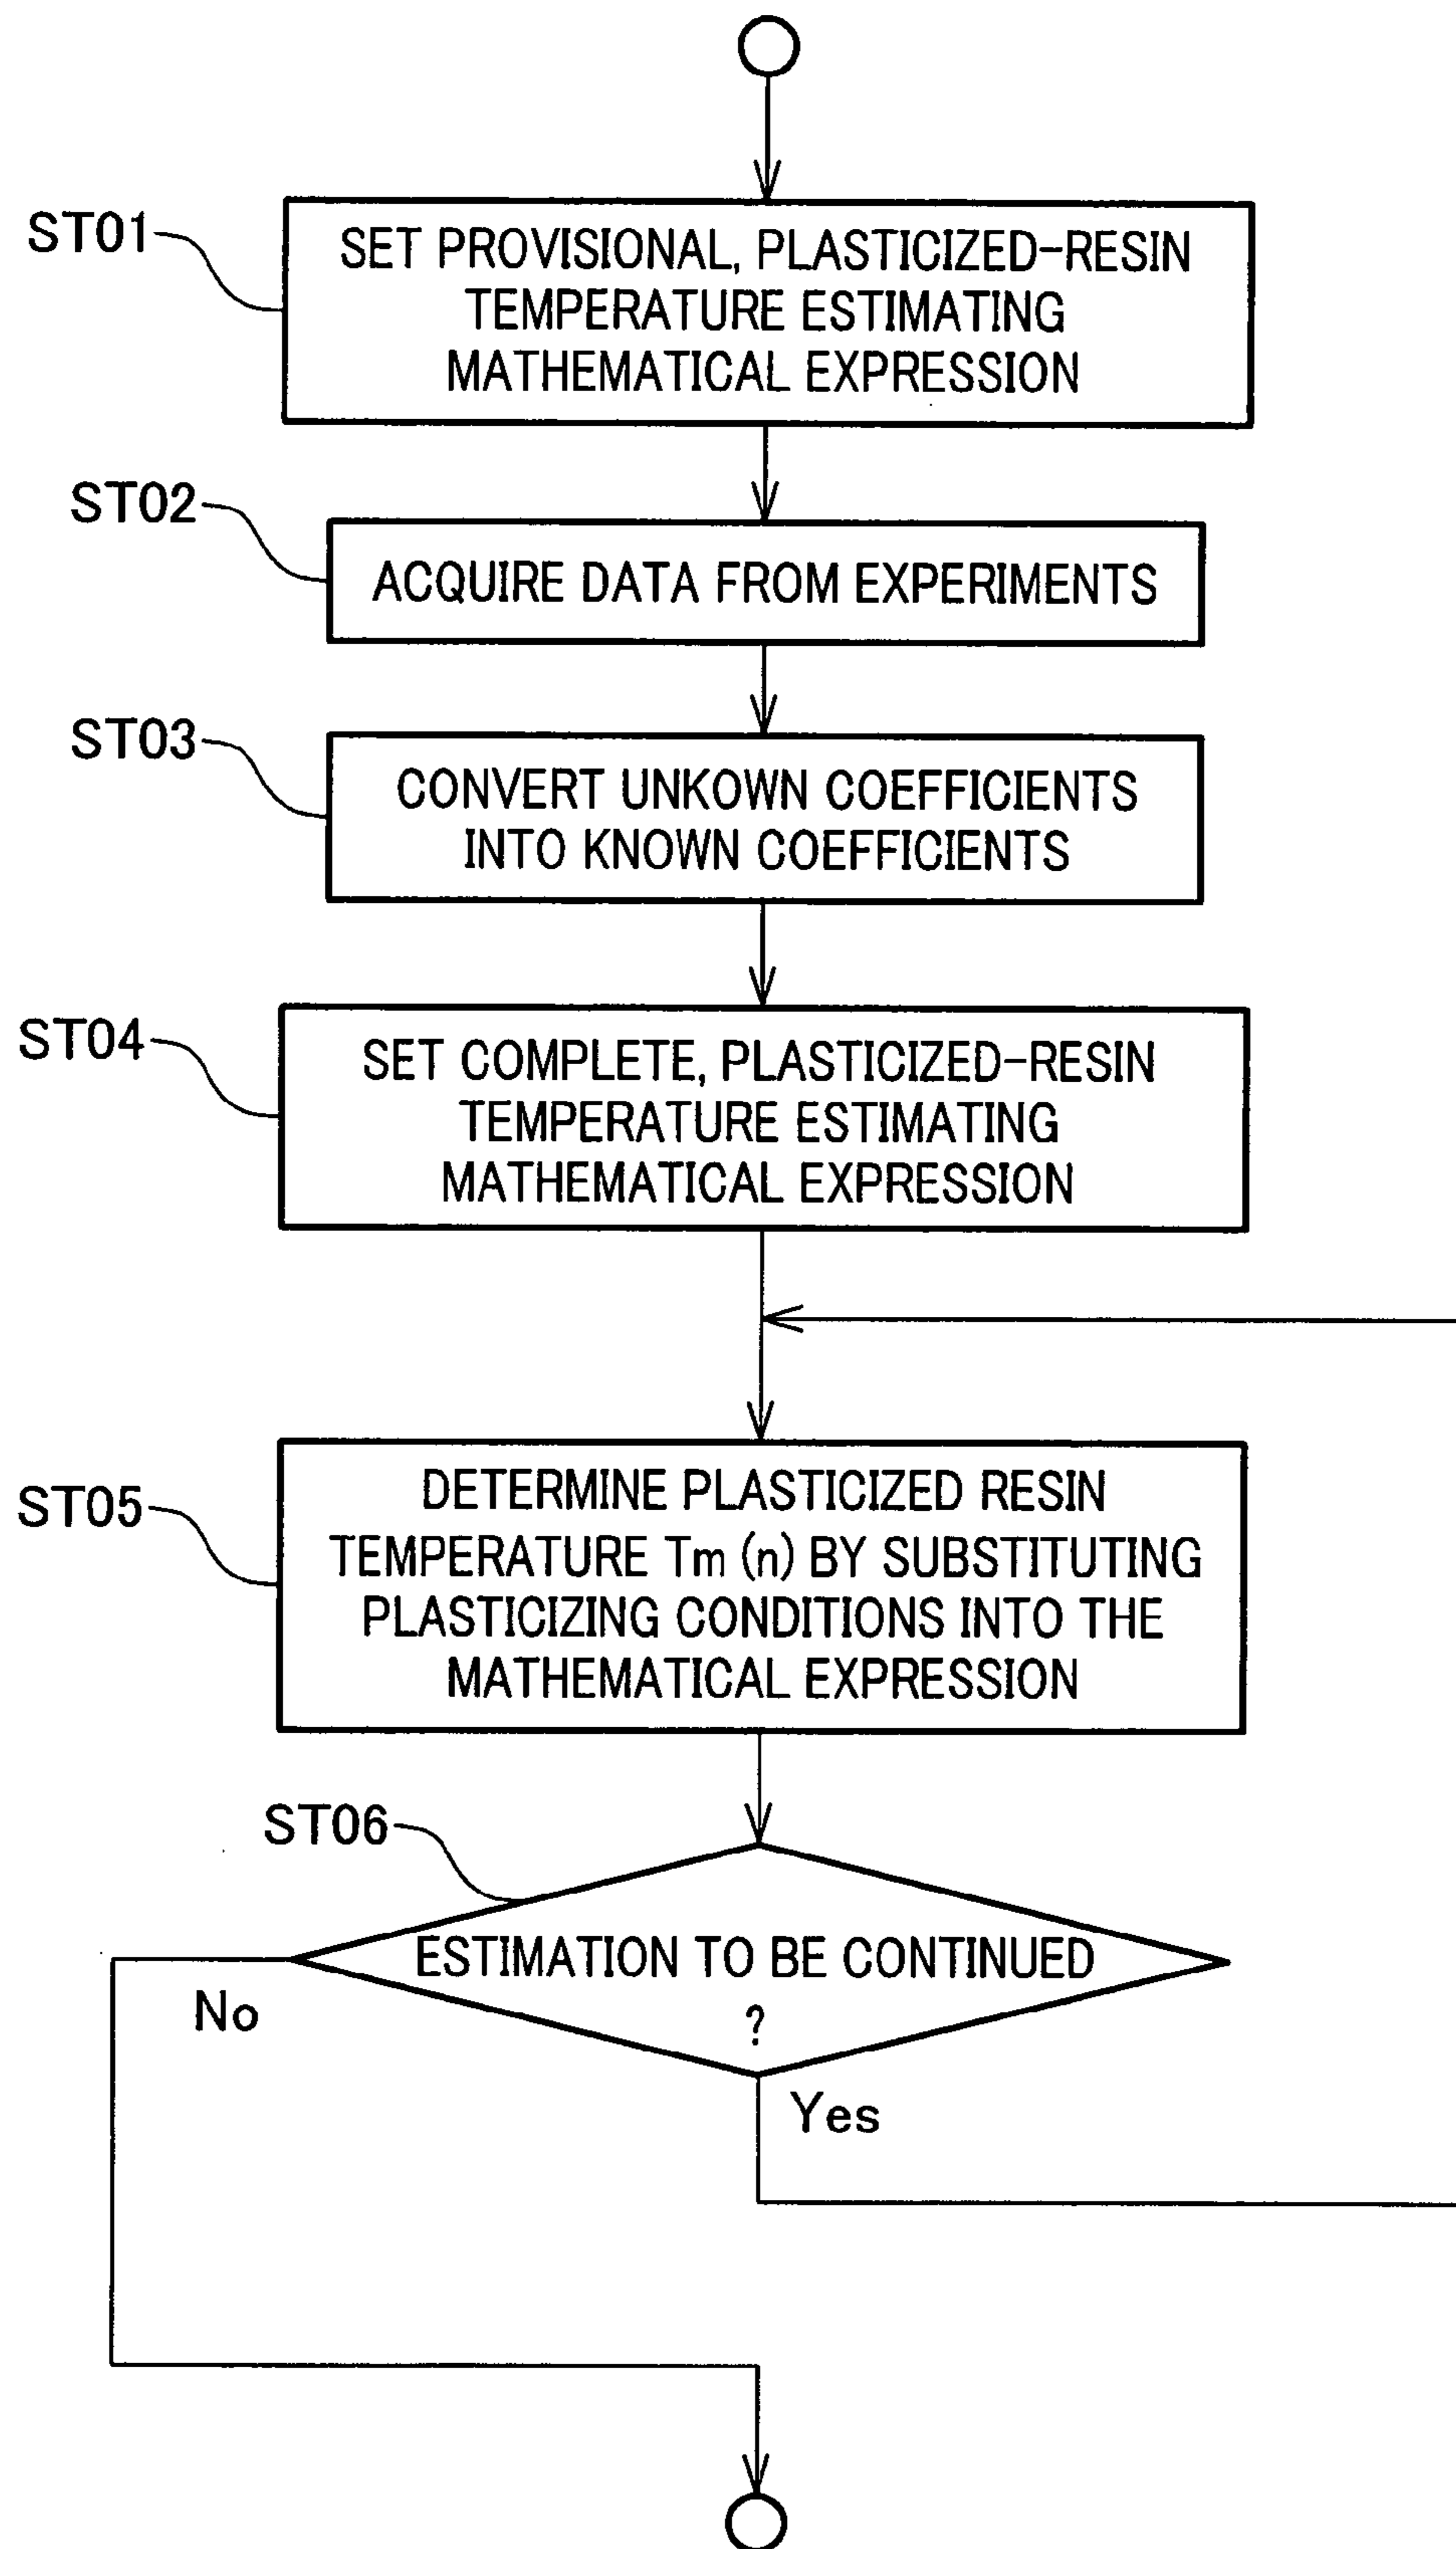 ST01
SET PROVISIONAL, PLASTICIZED-RESIN
TEMPERATURE ESTIMATING
MATHEMATICAL EXPRESSION
ST02
ACQUIRE DATA FROM EXPERIMENTS
ST03
CONVERT UNKOWN COEFFICIENTS
INTO KNOWN COEFFICIENTS
ST04
SET COMPLETE, PLASTICIZED-RESIN
TEMPERATURE ESTIMATING
MATHEMATICAL EXPRESSION
ST05
DETERMINE PLASTICIZED RESIN
TEMPERATURE Tm (n) BY SUBSTITUTING
PLASTICIZING CONDITIONS INTO THE
MATHEMATICAL EXPRESSION
ST06
ESTIMATION TO BE CONTINUED
?
No
Yes